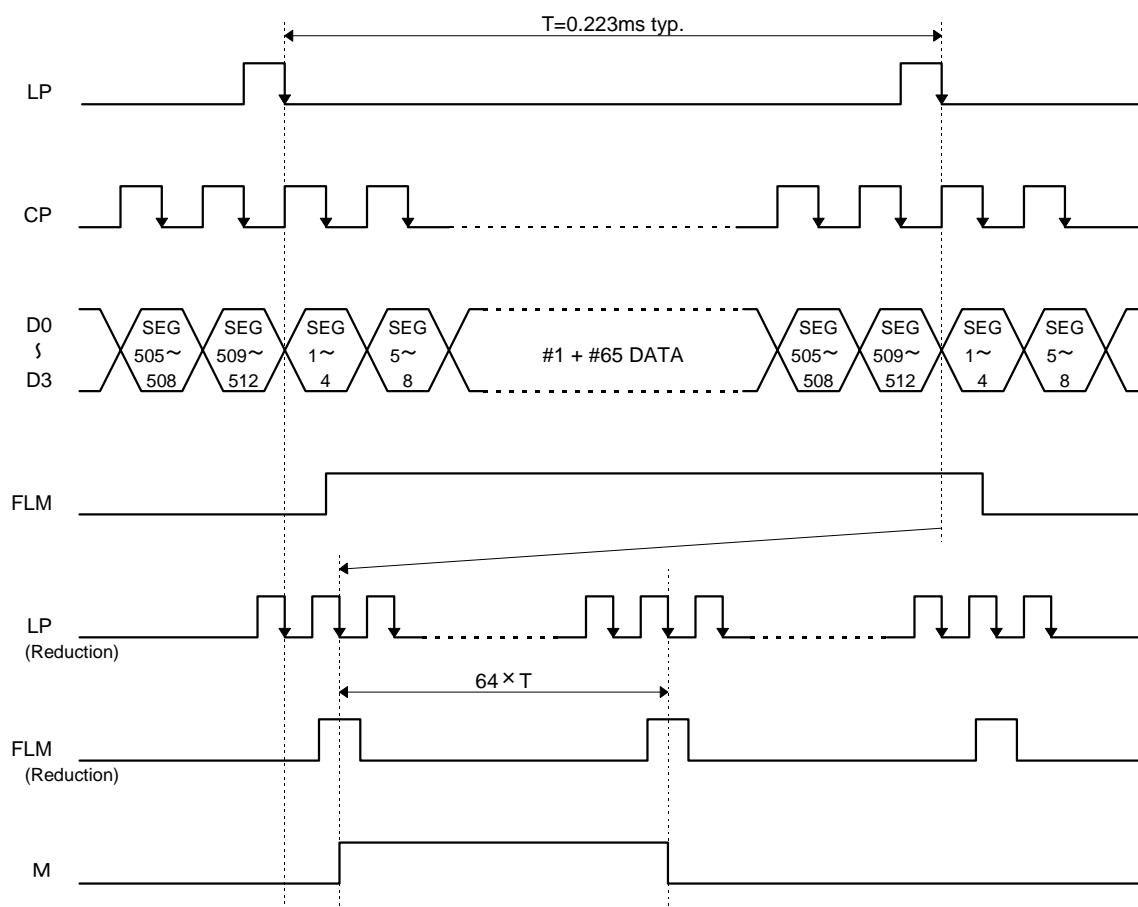 T=0.223ms typ.
LP
CP
D0
∫
D3
SEG
505~
508
SEG
509~
512
SEG
1~
4
SEG
5~
8
#1 + #65 DATA
SEG
505~
508
SEG
509~
512
SEG
1~
4
SEG
5~
8
FLM
LP
(Reduction)
64 × T
FLM
(Reduction)
M